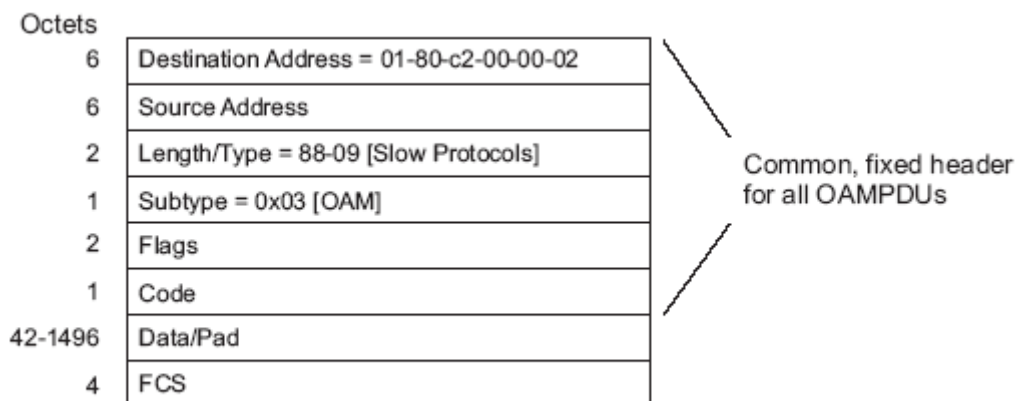 Octets
6 Destination Address = 01-80-c2-00-00-02
6 Source Address
2 Length/Type = 88-09 [Slow Protocols]
1 Subtype = 0x03 [OAM]
2 Flags
1 Code
42-1496 Data/Pad
4 FCS
Common, fixed header
for all OAMPDUs